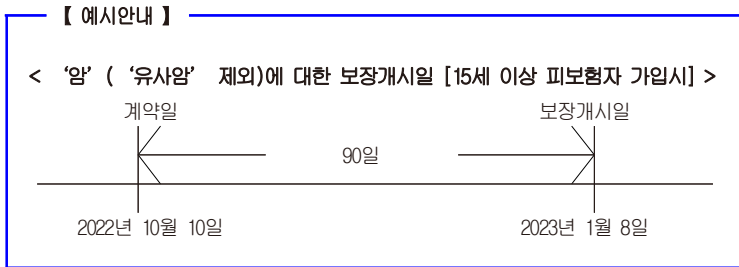 【 예시안내 】
< ‘암’ ( ‘유사암’ 제외)에 대한 보장개시일 [15세 이상 피보험자 가입시] >
계약일 보장개시일
90일
2022년 10월 10일 2023년 1월 8일